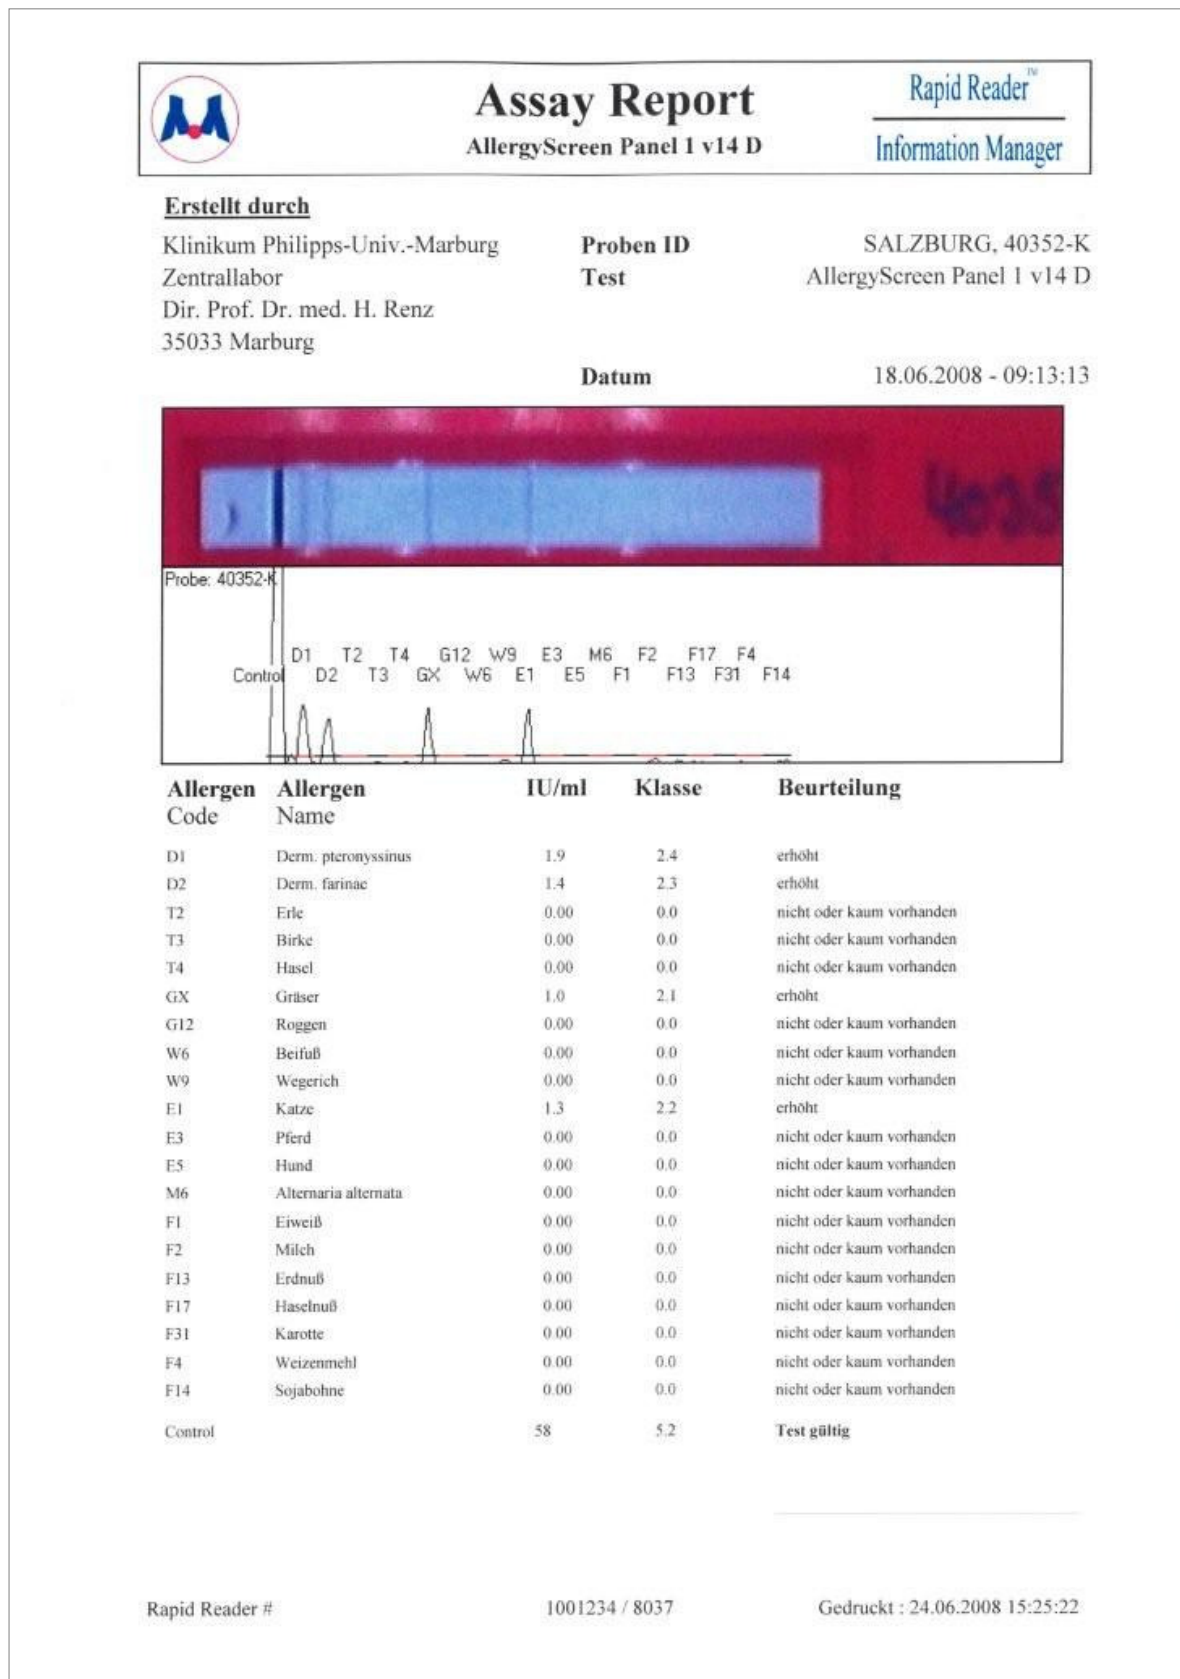 Assay Report
AllergyScreen Panel 1 v14 D
Rapid Reader™
Information Manager
Erstellt durch
Klinikum Philipps-Univ.-Marburg
Zentrallabor
Dir. Prof. Dr. med. H. Renz
35033 Marburg
Proben ID SALZBURG, 40352-K
Test AllergyScreen Panel 1 v14 D
Datum 18.06.2008 - 09:13:13
4035
Probe: 40352-K
D1 T2 T4 G12 W9 E3 M6 F2 F17 F4
Control D2 T3 GX W6 E1 E5 F1 F13 F31 F14
Allergen Allergen IU/ml Klasse Beurteilung
Code Name
D1 Derm. pteronyssinus 1.9 2.4 erhöht
D2 Derm. farinae 1.4 2.3 erhöht
T2 Erle 0.00 0.0 nicht oder kaum vorhanden
T3 Birke 0.00 0.0 nicht oder kaum vorhanden
T4 Hasel 0.00 0.0 nicht oder kaum vorhanden
GX Gräser 1.0 2.1 erhöht
G12 Roggen 0.00 0.0 nicht oder kaum vorhanden
W6 Beifuß 0.00 0.0 nicht oder kaum vorhanden
W9 Wegerich 0.00 0.0 nicht oder kaum vorhanden
E1 Katze 1.3 2.2 erhöht
E3 Pferd 0.00 0.0 nicht oder kaum vorhanden
E5 Hund 0.00 0.0 nicht oder kaum vorhanden
M6 Alternaria alternata 0.00 0.0 nicht oder kaum vorhanden
F1 Eiweiß 0.00 0.0 nicht oder kaum vorhanden
F2 Milch 0.00 0.0 nicht oder kaum vorhanden
F13 Erdnuß 0.00 0.0 nicht oder kaum vorhanden
F17 Haselnuß 0.00 0.0 nicht oder kaum vorhanden
F31 Karotte 0.00 0.0 nicht oder kaum vorhanden
F4 Weizenmehl 0.00 0.0 nicht oder kaum vorhanden
F14 Sojabohne 0.00 0.0 nicht oder kaum vorhanden
Control 58 5.2 Test gültig
Rapid Reader # 1001234 / 8037 Gedruckt : 24.06.2008 15:25:22